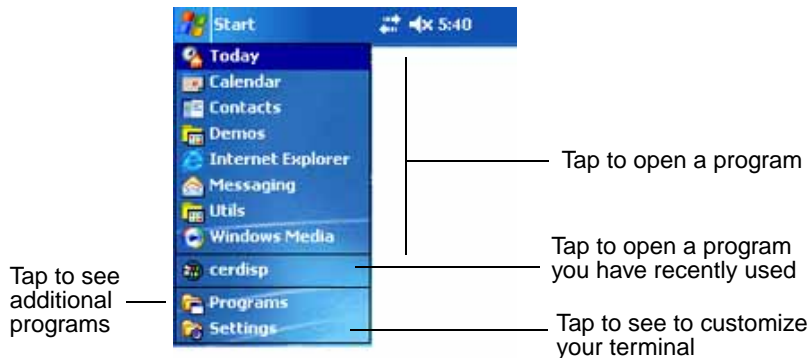 Start 5:40
Today
Calendar
Contacts
Demos
Internet Explorer
Messaging
Utils
Windows Media
cerdisp
Programs
Settings
Tap to open a program
Tap to open a program
you have recently used
Tap to see
additional
programs
Tap to see to customize
your terminal